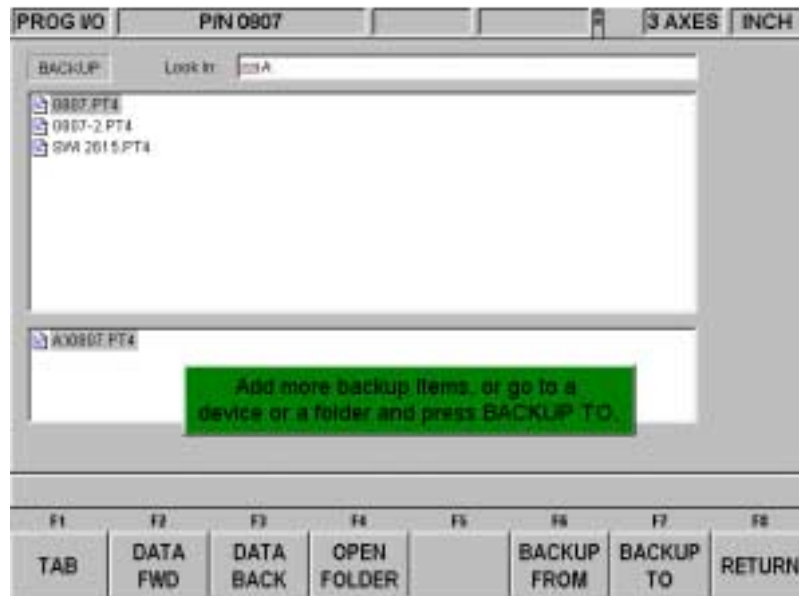 PROG I/O P/N 0907 3 AXES INCH
BACKUP Look In: A
0907.PT4
0907-2.PT4
SWI 2615.PT4
A:\0907.PT4
Add more backup items, or go to a
device or a folder and press BACKUP TO.
F1 F2 F3 F4 F5 F6 F7 F8
TAB DATA FWD DATA BACK OPEN FOLDER BACKUP FROM BACKUP TO RETURN